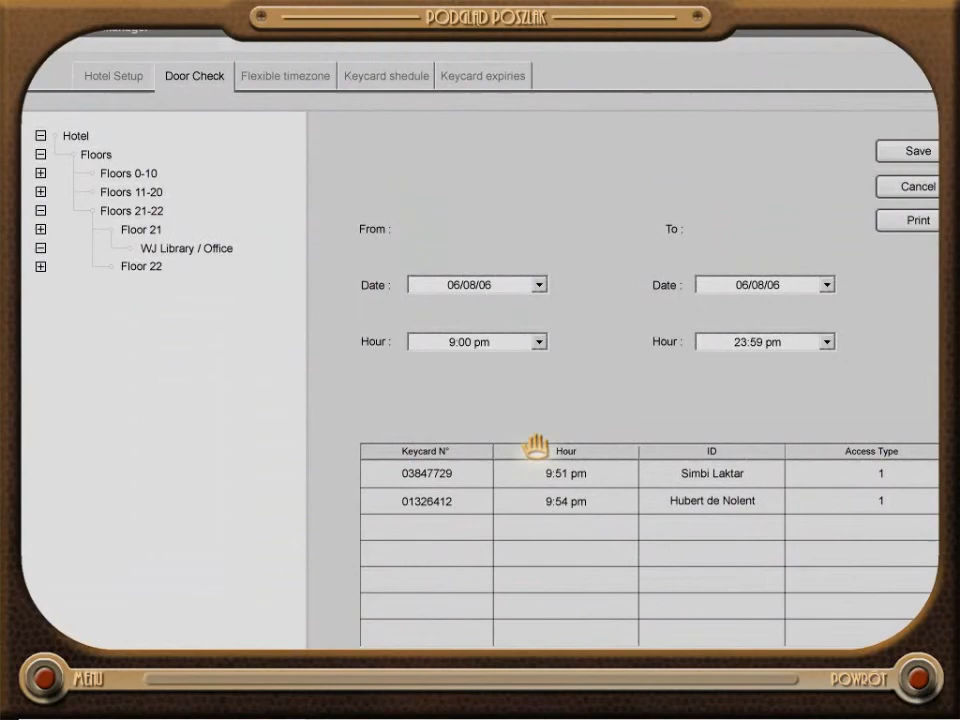 PODGLĄD POSZLAK
Hotel Setup Door Check Flexible timezone Keycard shedule Keycard expiries
Hotel
Floors
Floors 0-10
Floors 11-20
Floors 21-22
Floor 21
WJ Library / Office
Floor 22
Save
Cancel
Print
From : To :
Date : 06/08/06 Date : 06/08/06
Hour : 9:00 pm Hour : 23:59 pm
Keycard N° Hour ID Access Type
03847729 9:51 pm Simbi Laktar 1
01326412 9:54 pm Hubert de Nolent 1
MENU POWRÓT